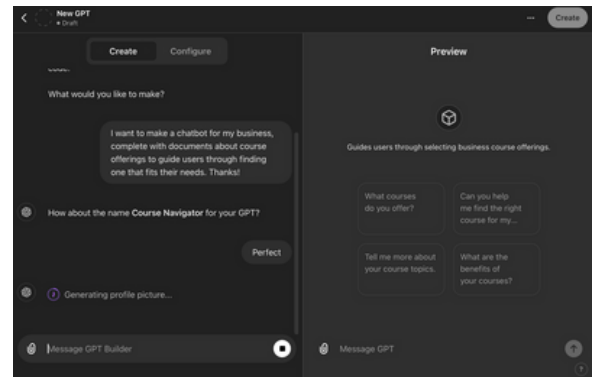 New GPT
• Draft
...
Create
Create
Configure
Preview
code.
What would you like to make?
I want to make a chatbot for my business,
complete with documents about course
offerings to guide users through finding
one that fits their needs. Thanks!
How about the name Course Navigator for your GPT?
Perfect
Generating profile picture...
Message GPT Builder
Guides users through selecting business course offerings.
What courses
do you offer?
Can you help
me find the right
course for my...
Tell me more about
your course topics.
What are the
benefits of
your courses?
Message GPT
?